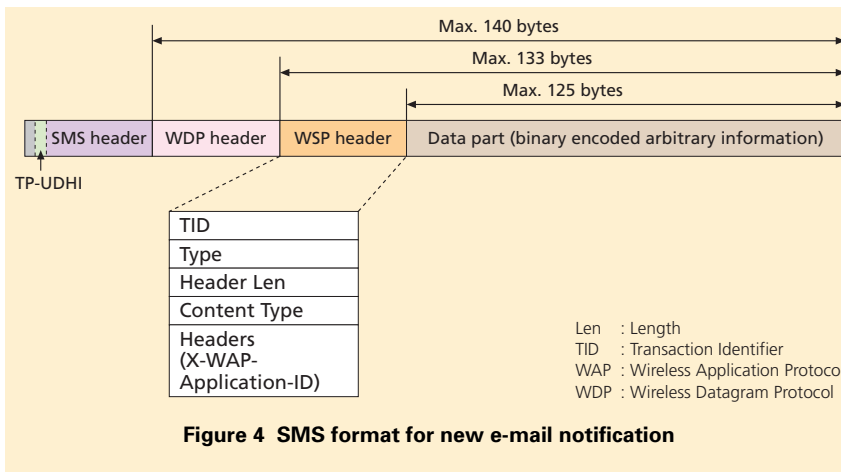 Max. 140 bytes
Max. 133 bytes
Max. 125 bytes
SMS header WDP header WSP header Data part (binary encoded arbitrary information)
TP-UDHI
TID
Type
Header Len
Content Type
Headers
(X-WAP-
Application-ID)
Len : Length
TID : Transaction Identifier
WAP : Wireless Application Protoco
WDP : Wireless Datagram Protocol
Figure 4 SMS format for new e-mail notification